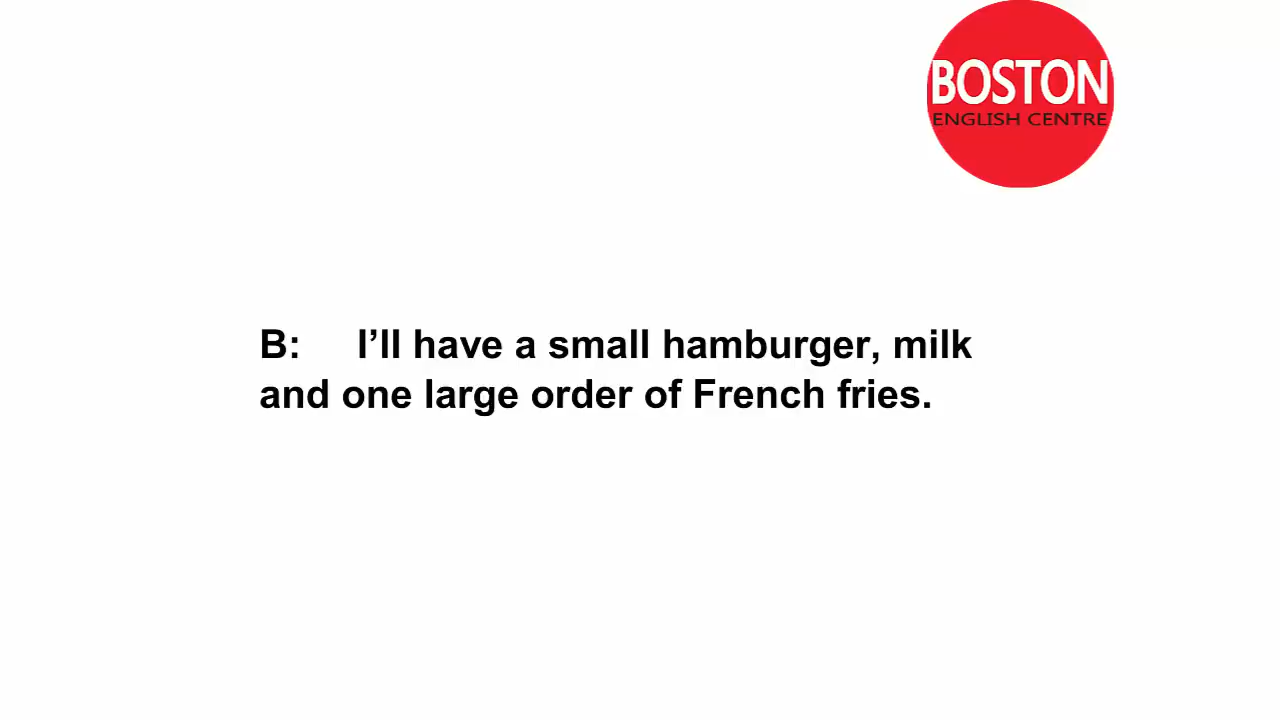 BOSTON
ENGLISH CENTRE
B: I’ll have a small hamburger, milk
and one large order of French fries.